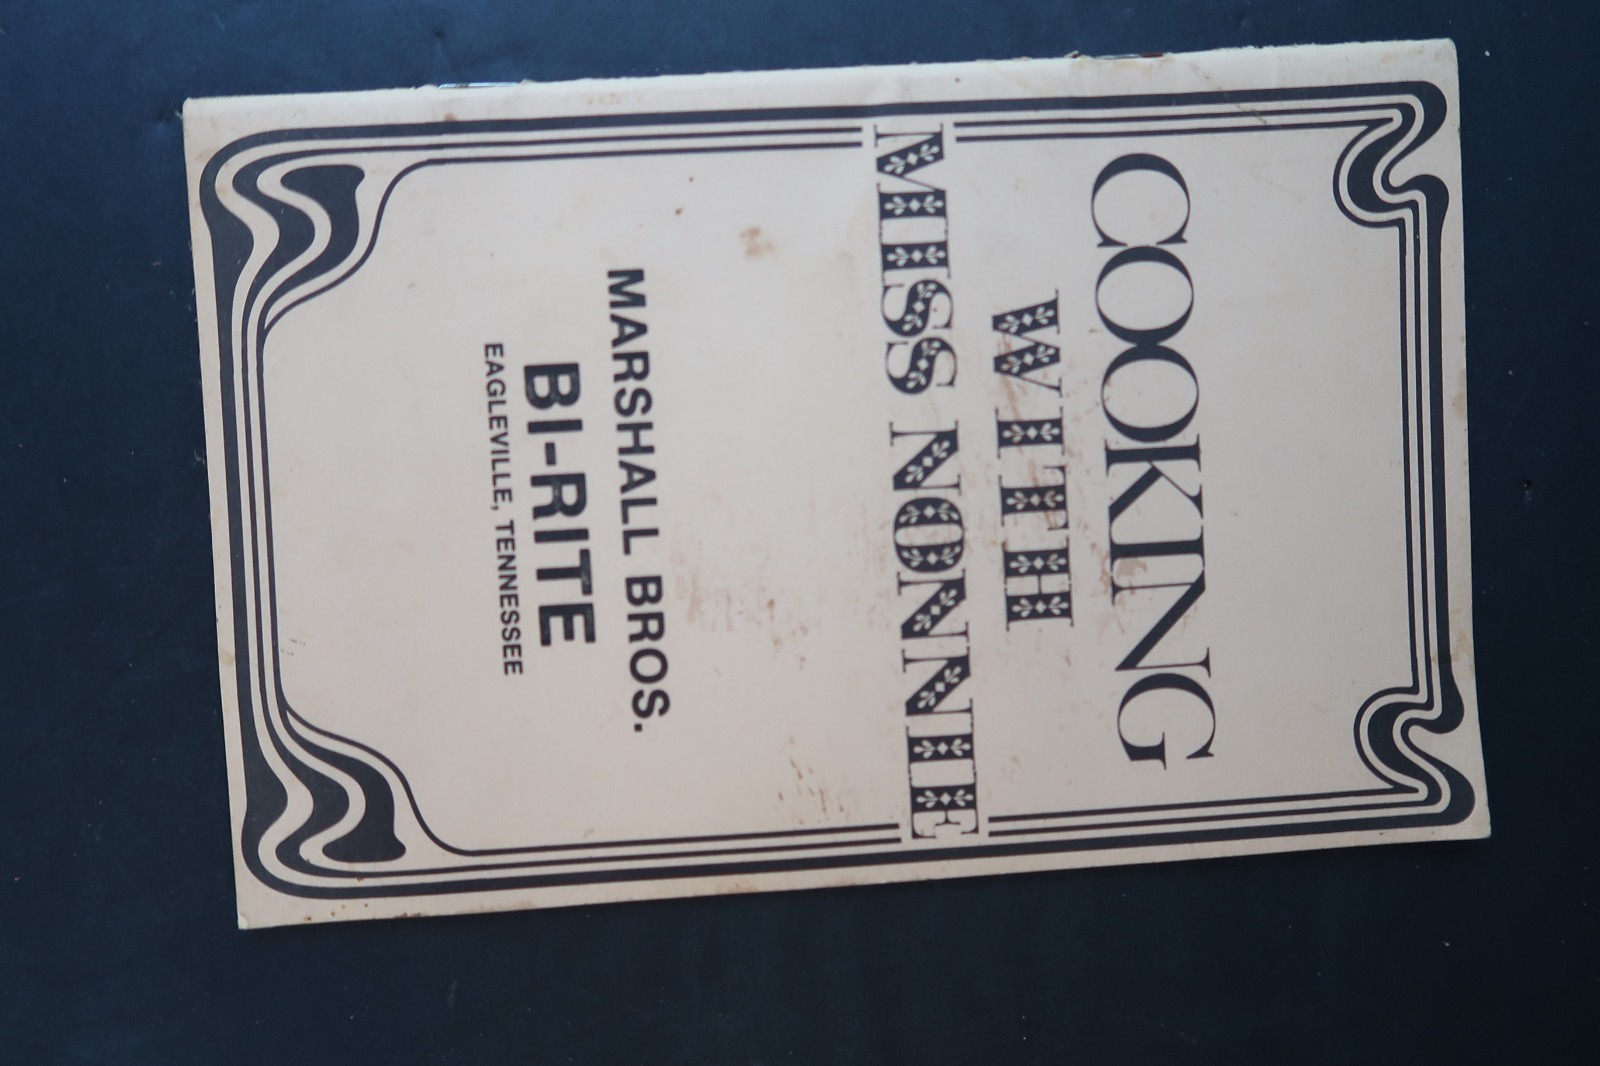 COOKING
WITH
MISS NONNIE
MARSHALL BROS.
BI-RITE
EAGLEVILLE, TENNESSEE